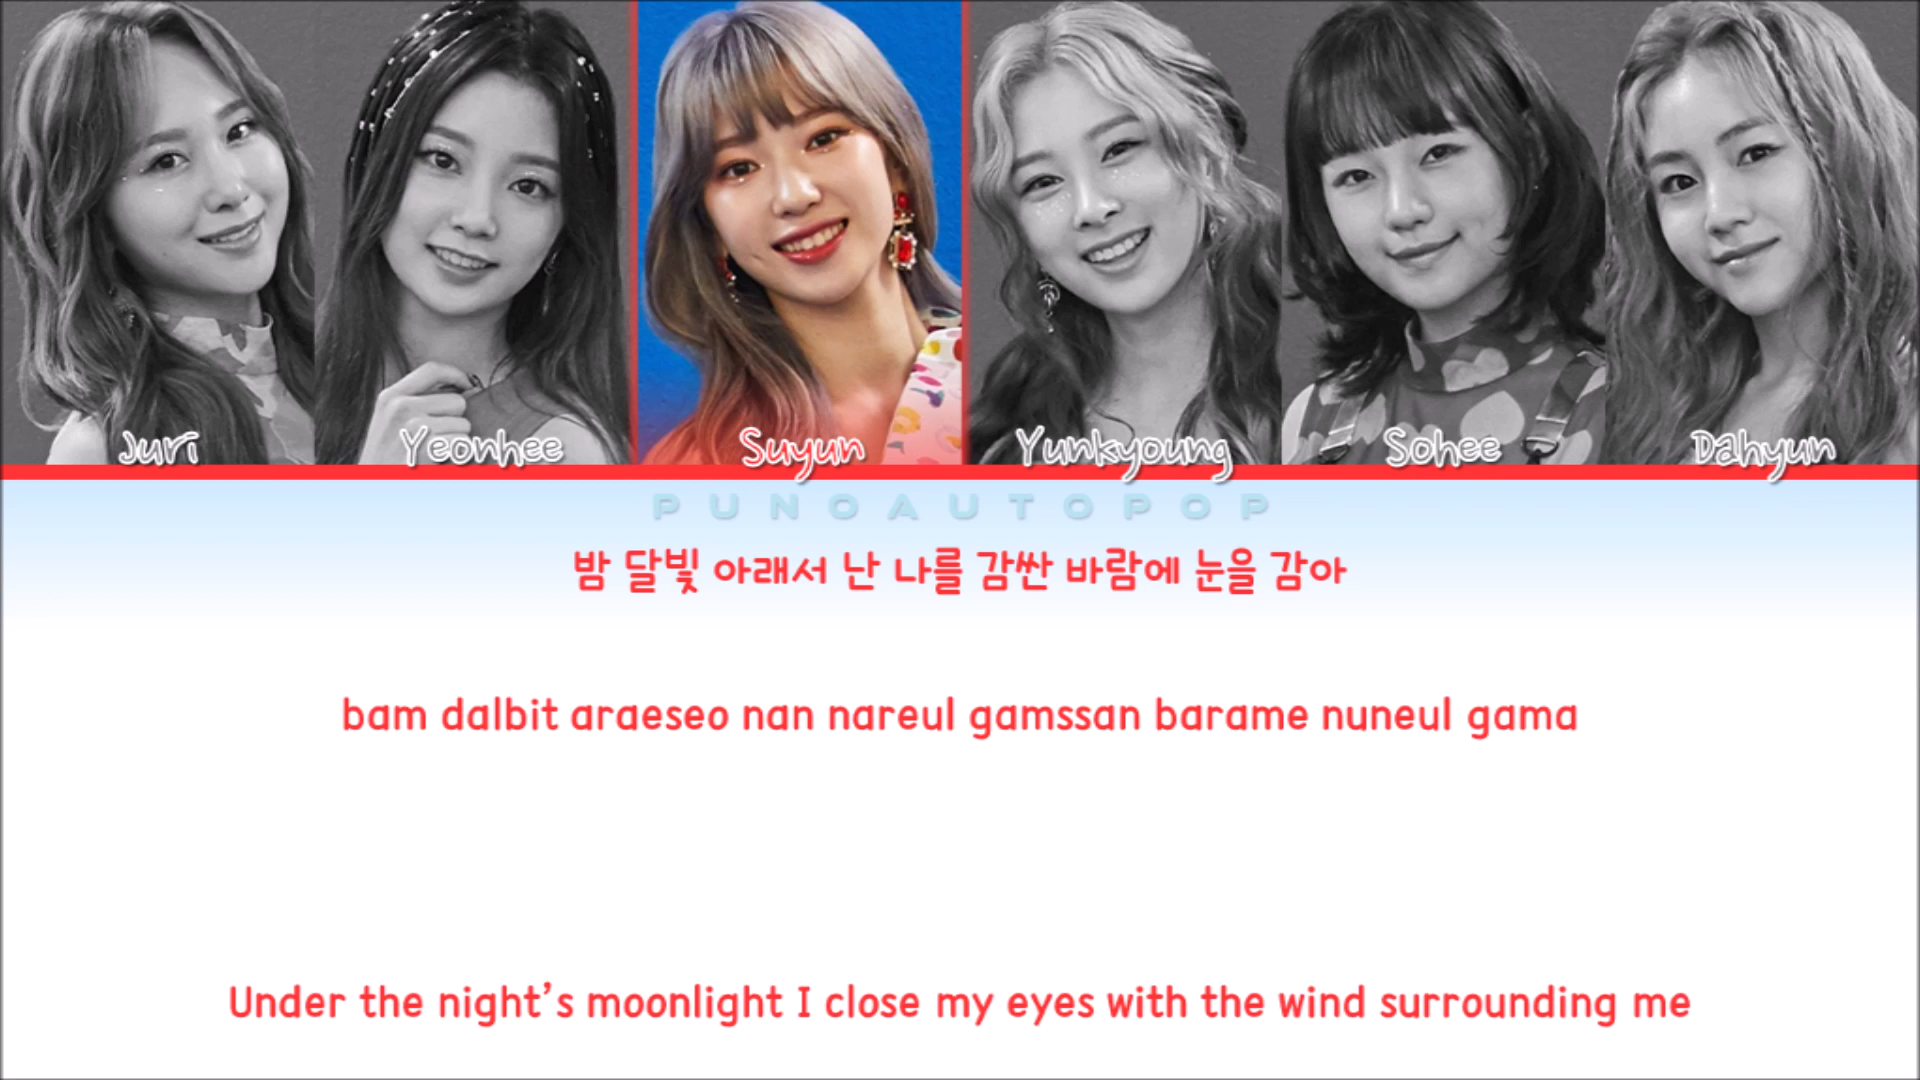 Juri Yeonhee Suyun Yunkyoung Sohee Dahyun
PUNOAUTOPOP
밤 달빛 아래서 난 나를 감싼 바람에 눈을 감아
bam dalbit araeseo nan nareul gamssan barame nuneul gama
Under the night's moonlight I close my eyes with the wind surrounding me